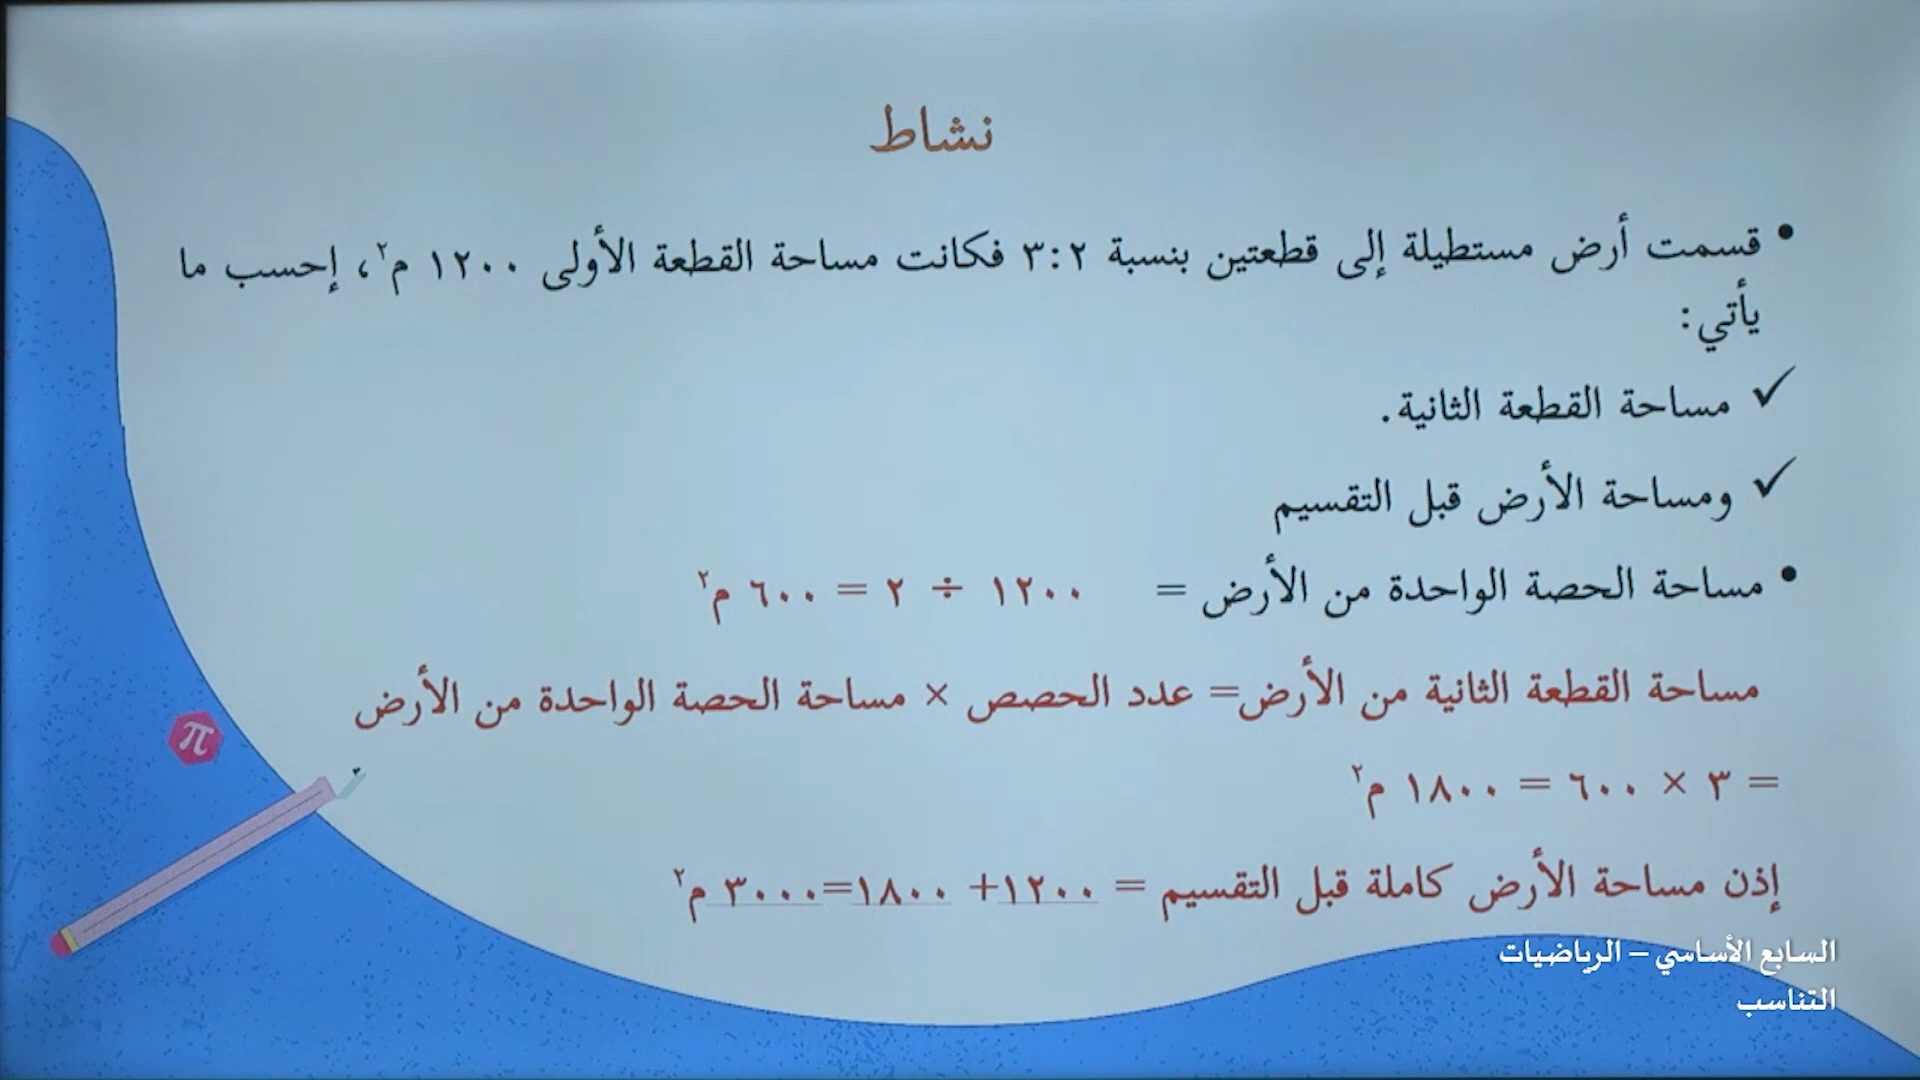 نشاط
• قسمت أرض مستطيلة إلى قطعتين بنسبة ٣:٢ فكانت مساحة القطعة الأولى ١٢٠٠ م٢، إحسب ما
يأتي:
✓ مساحة القطعة الثانية.
✓ ومساحة الأرض قبل التقسيم
• مساحة الحصة الواحدة من الأرض = ١٢٠٠ ÷ ٢ = ٦٠٠ م٢
مساحة القطعة الثانية من الأرض= عدد الحصص × مساحة الحصة الواحدة من الأرض
= ٣ × ٦٠٠ = ١٨٠٠ م٢
إذن مساحة الأرض كاملة قبل التقسيم = ١٢٠٠+ ١٨٠٠=٣٠٠٠ م٢
π
السابع الأساسي – الرياضيات
التناسب